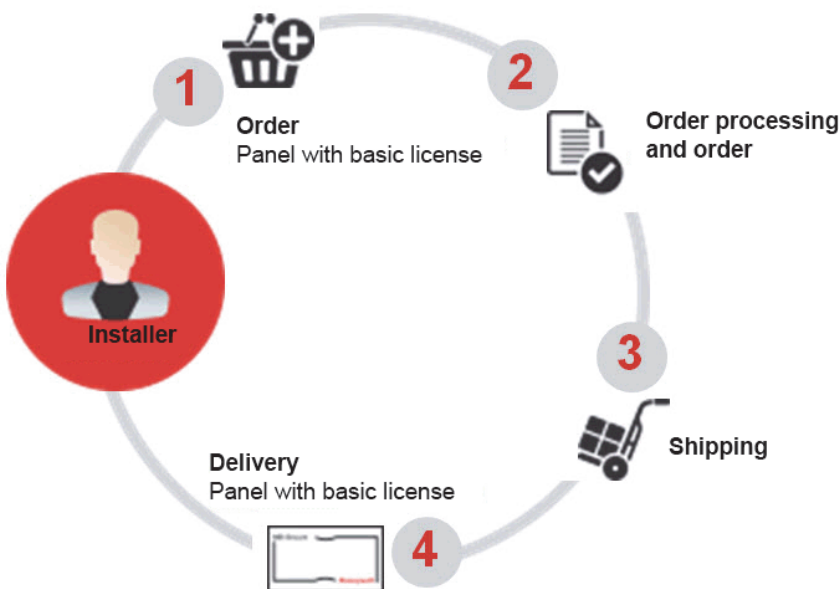 1
Order
Panel with basic license
2
Order processing
and order
3
Shipping
4
Delivery
Panel with basic license
Installer